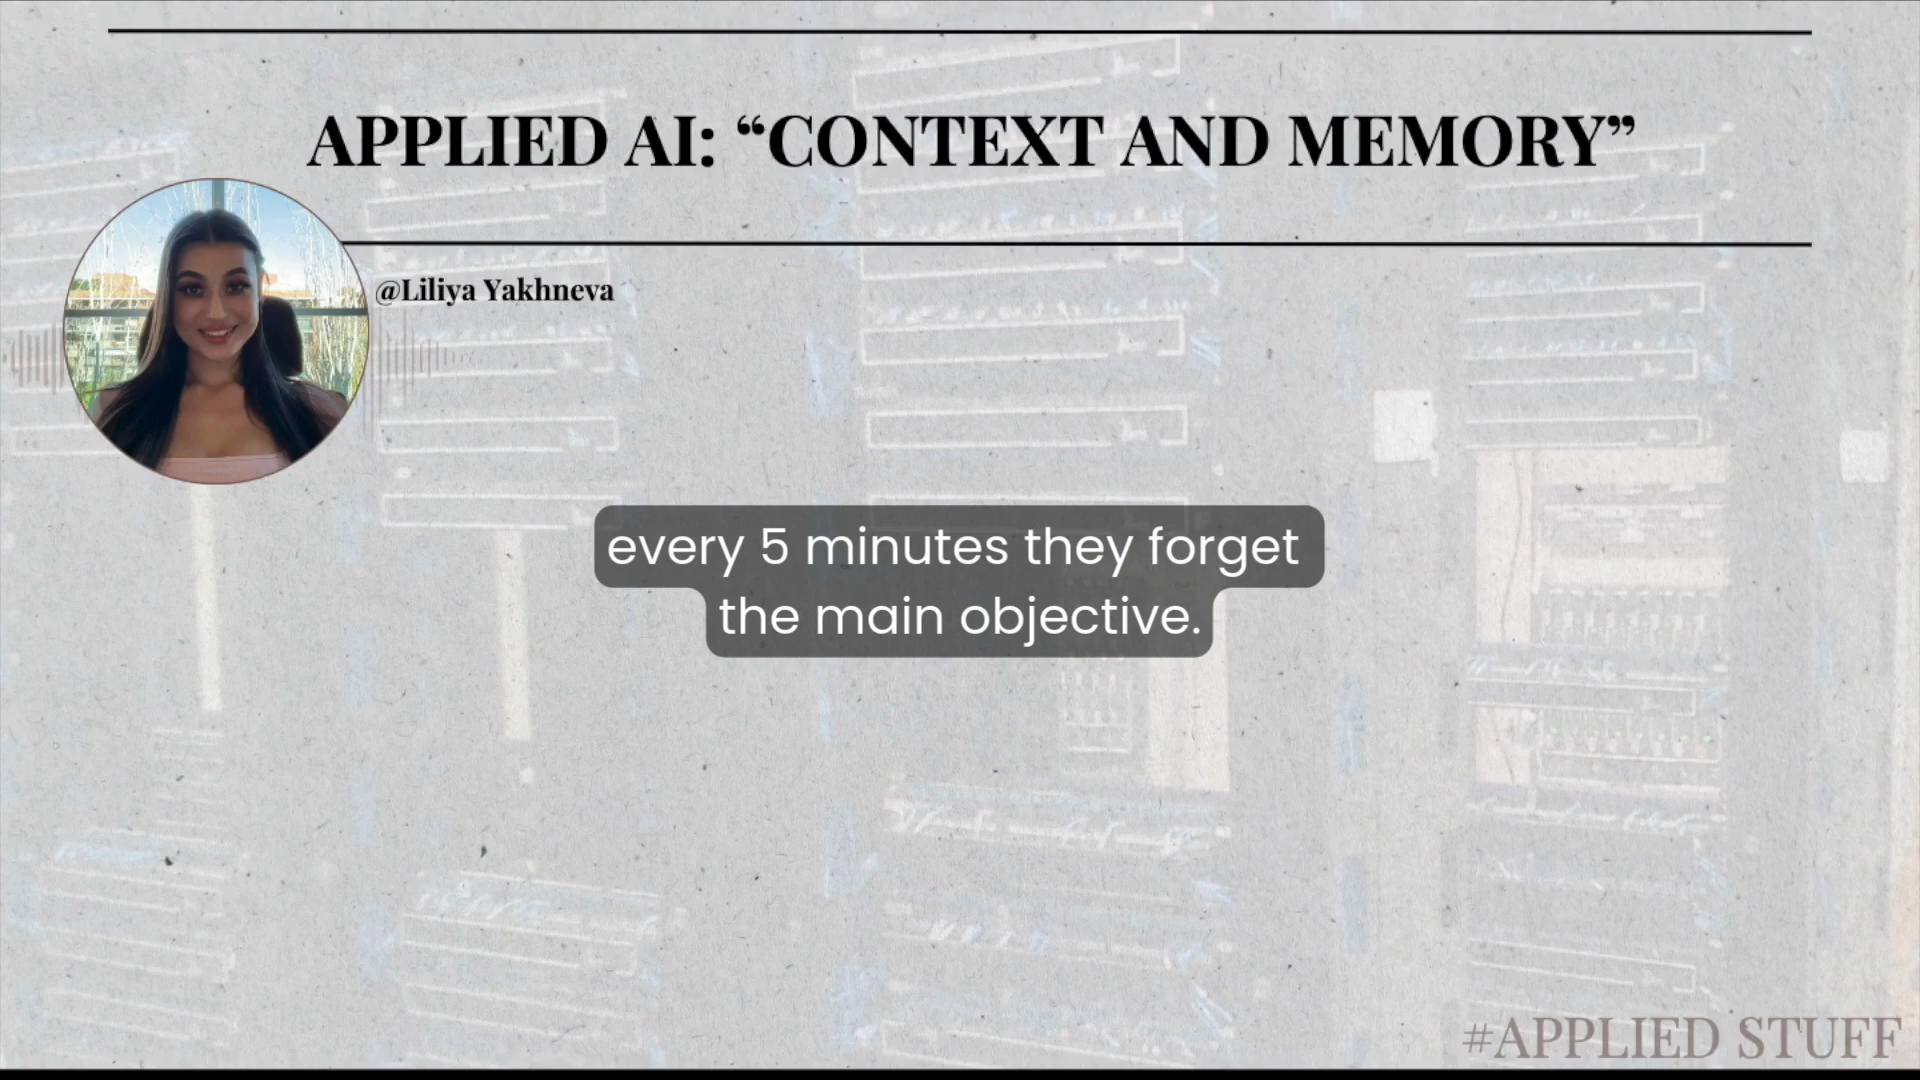 APPLIED AI: “CONTEXT AND MEMORY”
@Liliya Yakhneva
every 5 minutes they forget
the main objective.
#APPLIED STUFF